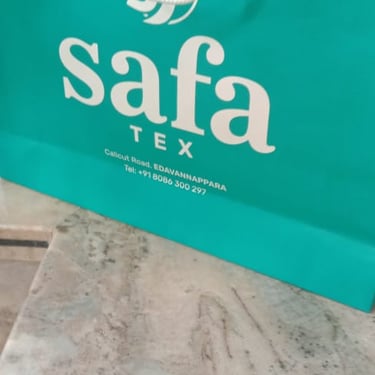 safa
TEX
Calicut Road, EDAVANNAPPARA
Tel: +91 8086 300 297